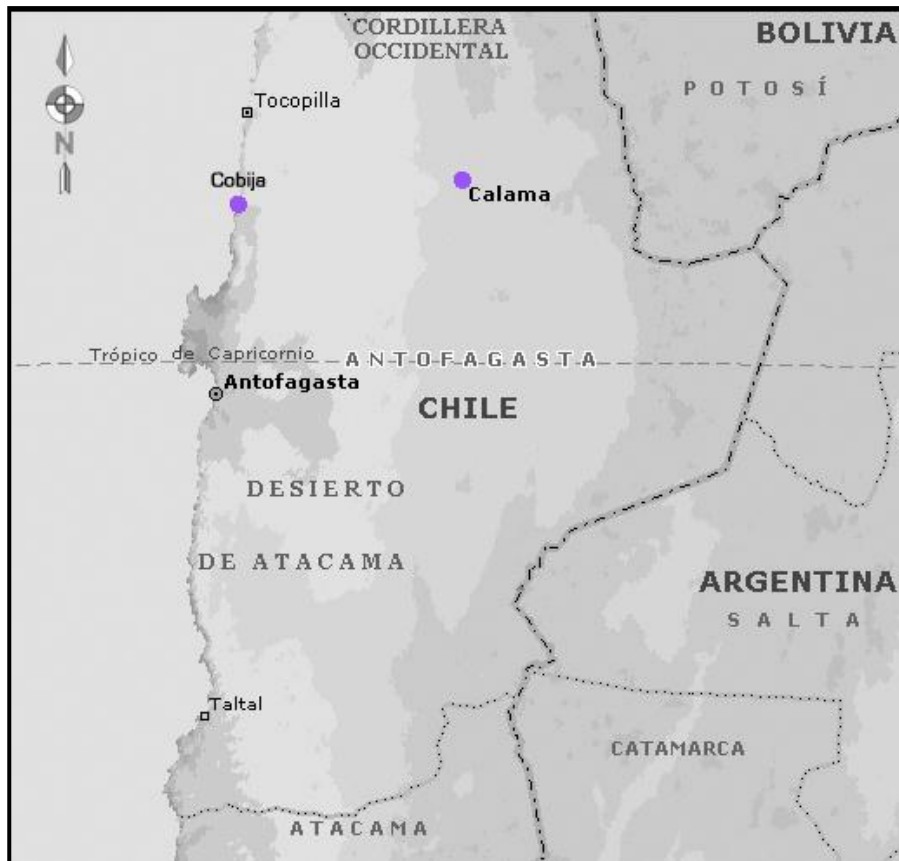 CORDILLERA
OCCIDENTAL
BOLIVIA
POTOSÍ
Tocopilla
N
Cobija
Calama
Trópico de Capricornio
ANTOFAGASTA
Antofagasta
CHILE
DESIERTO
DE ATACAMA
ARGENTINA
SALTA
Taltal
CATAMARCA
ATACAMA